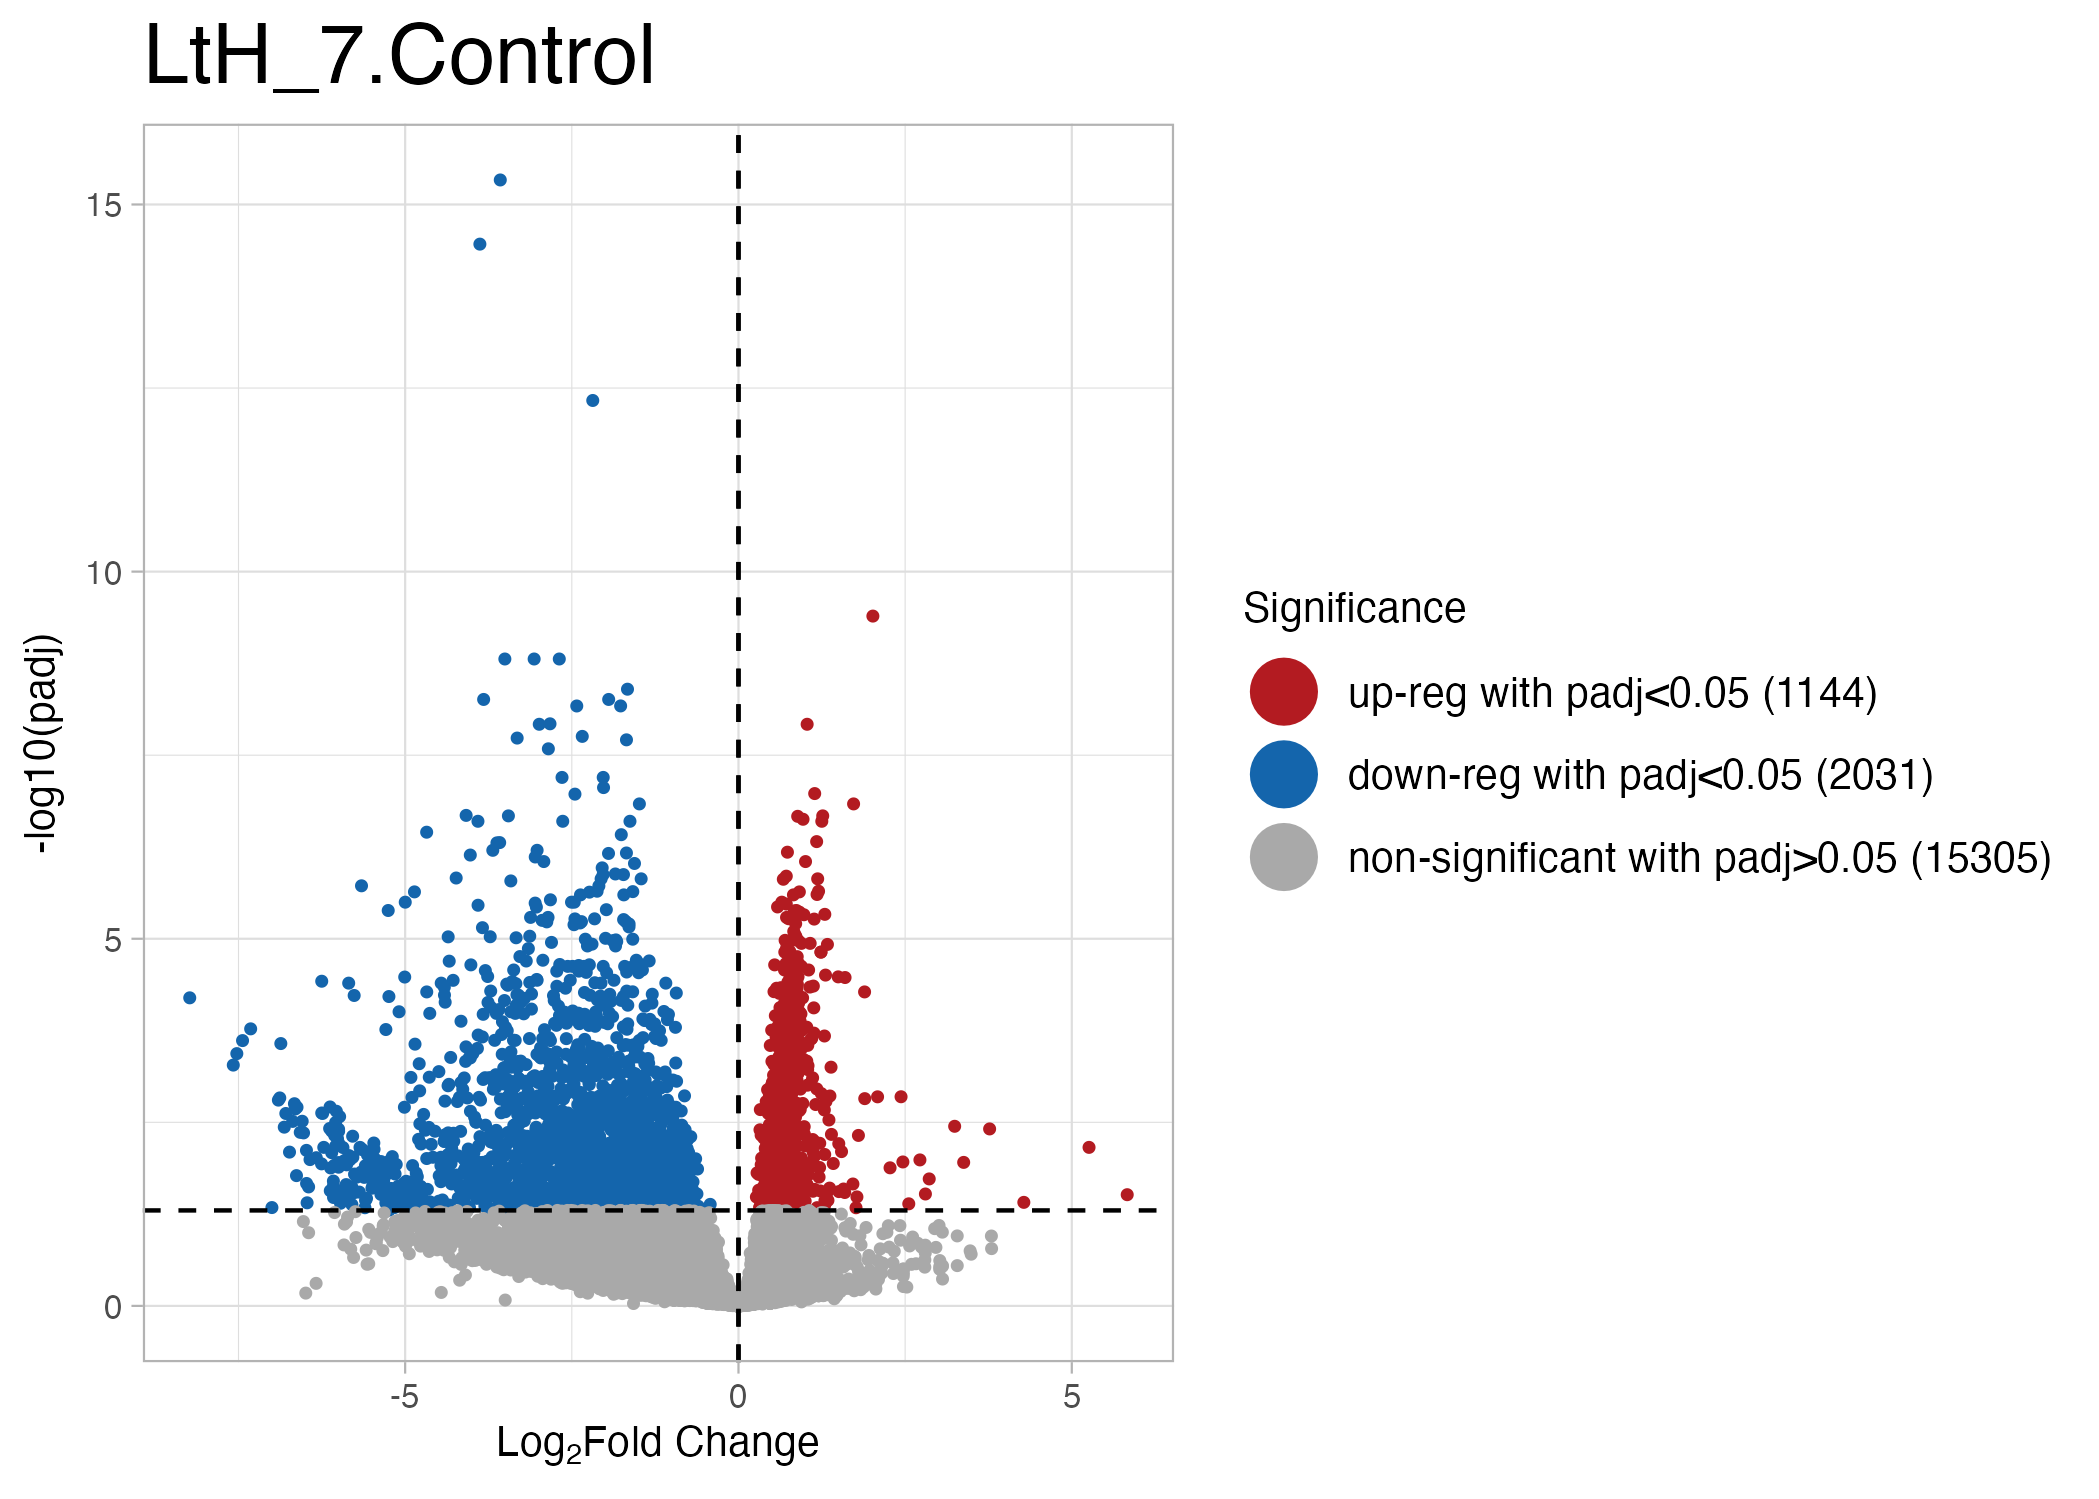 LtH_7.Control
-log10(padj)
15
10
5
0
-5
0
5
Log₂Fold Change
Significance
up-reg with padj<0.05 (1144)
down-reg with padj<0.05 (2031)
non-significant with padj>0.05 (15305)